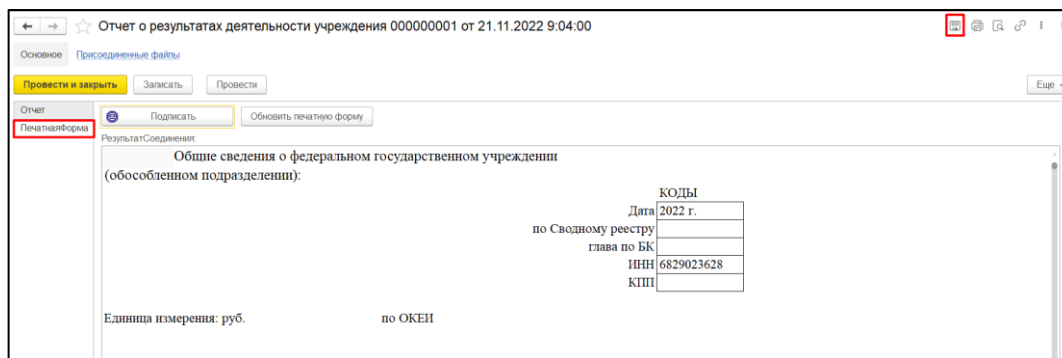 Отчет о результатах деятельности учреждения 000000001 от 21.11.2022 9:04:00
Основное Присоединенные файлы
Провести и закрыть Записать Провести Еще
Отчет
Подписать Обновить печатную форму
ПечатнаяФорма
РезультатСоединения:
Общие сведения о федеральном государственном учреждении
(обособленном подразделении):
КОДЫ
Дата 2022 г.
по Сводному реестру
глава по БК
ИНН 6829023628
КПП
Единица измерения: руб. по ОКЕИ